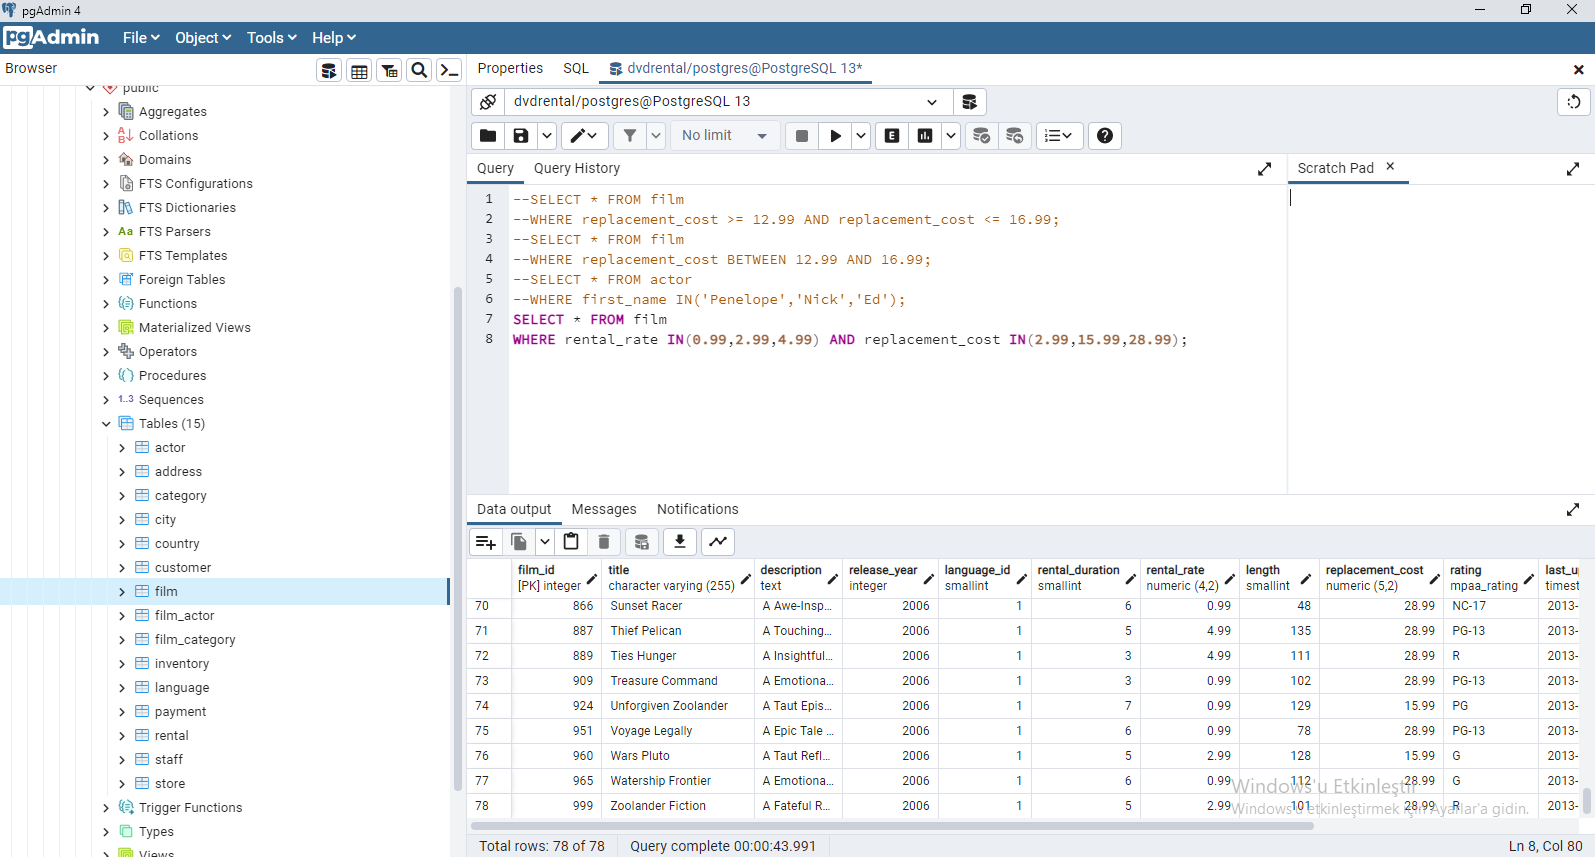 pgAdmin 4
pgAdmin File Object Tools Help
Browser
Properties SQL dvdrental/postgres@PostgreSQL 13*
public
Aggregates
Collations
Domains
FTS Configurations
FTS Dictionaries
Aa FTS Parsers
FTS Templates
Foreign Tables
Functions
Materialized Views
Operators
Procedures
1..3 Sequences
Tables (15)
actor
address
category
city
country
customer
film
film_actor
film_category
inventory
language
payment
rental
staff
store
Trigger Functions
Types
Views
dvdrental/postgres@PostgreSQL 13
No limit
E
Query Query History
Scratch Pad
1 --SELECT * FROM film
2 --WHERE replacement_cost >= 12.99 AND replacement_cost <= 16.99;
3 --SELECT * FROM film
4 --WHERE replacement_cost BETWEEN 12.99 AND 16.99;
5 --SELECT * FROM actor
6 --WHERE first_name IN('Penelope','Nick','Ed');
7 SELECT * FROM film
8 WHERE rental_rate IN(0.99,2.99,4.99) AND replacement_cost IN(2.99,15.99,28.99);
Data output Messages Notifications
film_id title description release_year language_id rental_duration rental_rate length replacement_cost rating last_u
[PK] integer character varying (255) text integer smallint smallint numeric (4,2) smallint numeric (5,2) mpaa_rating timest
70 866 Sunset Racer A Awe-Insp... 2006 1 6 0.99 48 28.99 NC-17 2013-
71 887 Thief Pelican A Touching... 2006 1 5 4.99 135 28.99 PG-13 2013-
72 889 Ties Hunger A Insightful... 2006 1 3 4.99 111 28.99 R 2013-
73 909 Treasure Command A Emotiona... 2006 1 3 0.99 102 28.99 PG-13 2013-
74 924 Unforgiven Zoolander A Taut Epis... 2006 1 7 0.99 129 15.99 PG 2013-
75 951 Voyage Legally A Epic Tale ... 2006 1 6 0.99 78 28.99 PG-13 2013-
76 960 Wars Pluto A Taut Refl... 2006 1 5 2.99 128 15.99 G 2013-
77 965 Watership Frontier A Emotiona... 2006 1 6 0.99 112 28.99 G 2013-
78 999 Zoolander Fiction A Fateful R... 2006 1 5 2.99 101 28.99 R 2013-
Windows'u Etkinleştir
Windows'u etkinleştirmek için Ayarlar'a gidin.
Total rows: 78 of 78 Query complete 00:00:43.991 Ln 8, Col 80